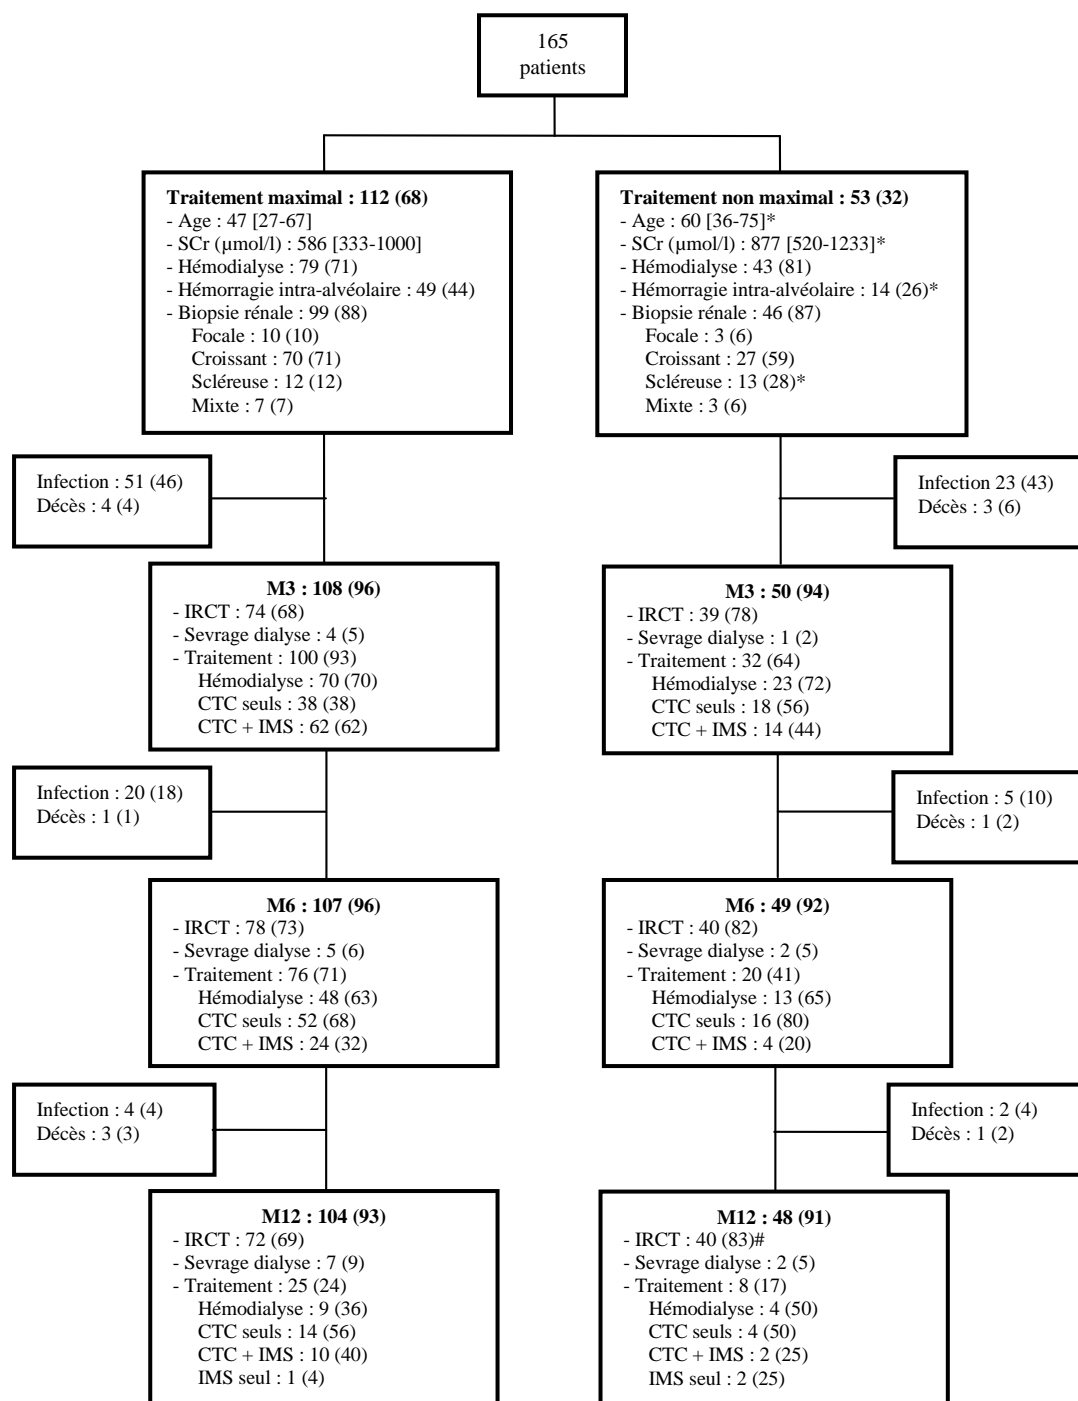 165
patients
Traitement maximal : 112 (68)
- Age : 47 [27-67]
- SCr (µmol/l) : 586 [333-1000]
- Hémodialyse : 79 (71)
- Hémorragie intra-alvéolaire : 49 (44)
- Biopsie rénale : 99 (88)
Focale : 10 (10)
Croissant : 70 (71)
Scléreuse : 12 (12)
Mixte : 7 (7)
Traitement non maximal : 53 (32)
- Age : 60 [36-75]*
- SCr (µmol/l) : 877 [520-1233]*
- Hémodialyse : 43 (81)
- Hémorragie intra-alvéolaire : 14 (26)*
- Biopsie rénale : 46 (87)
Focale : 3 (6)
Croissant : 27 (59)
Scléreuse : 13 (28)*
Mixte : 3 (6)
Infection : 51 (46)
Décès : 4 (4)
Infection 23 (43)
Décès : 3 (6)
M3 : 108 (96)
- IRCT : 74 (68)
- Sevrage dialyse : 4 (5)
- Traitement : 100 (93)
Hémodialyse : 70 (70)
CTC seuls : 38 (38)
CTC + IMS : 62 (62)
M3 : 50 (94)
- IRCT : 39 (78)
- Sevrage dialyse : 1 (2)
- Traitement : 32 (64)
Hémodialyse : 23 (72)
CTC seuls : 18 (56)
CTC + IMS : 14 (44)
Infection : 20 (18)
Décès : 1 (1)
Infection : 5 (10)
Décès : 1 (2)
M6 : 107 (96)
- IRCT : 78 (73)
- Sevrage dialyse : 5 (6)
- Traitement : 76 (71)
Hémodialyse : 48 (63)
CTC seuls : 52 (68)
CTC + IMS : 24 (32)
M6 : 49 (92)
- IRCT : 40 (82)
- Sevrage dialyse : 2 (5)
- Traitement : 20 (41)
Hémodialyse : 13 (65)
CTC seuls : 16 (80)
CTC + IMS : 4 (20)
Infection : 4 (4)
Décès : 3 (3)
Infection : 2 (4)
Décès : 1 (2)
M12 : 104 (93)
- IRCT : 72 (69)
- Sevrage dialyse : 7 (9)
- Traitement : 25 (24)
Hémodialyse : 9 (36)
CTC seuls : 14 (56)
CTC + IMS : 10 (40)
IMS seul : 1 (4)
M12 : 48 (91)
- IRCT : 40 (83)#
- Sevrage dialyse : 2 (5)
- Traitement : 8 (17)
Hémodialyse : 4 (50)
CTC seuls : 4 (50)
CTC + IMS : 2 (25)
IMS seul : 2 (25)